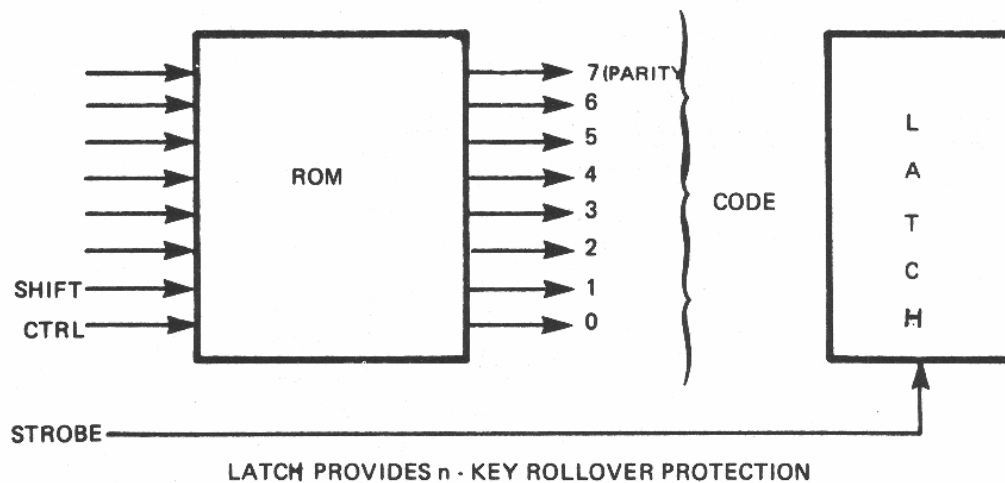 7 (PARITY
6
5
ROM
4
CODE
3
2
SHIFT
1
CTRL
0
LATCH
STROBE
LATCH PROVIDES n - KEY ROLLOVER PROTECTION